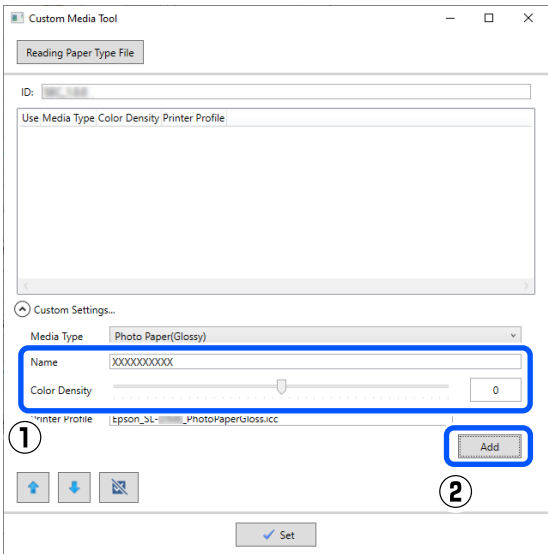 Custom Media Tool
Reading Paper Type File
ID:
Use Media Type Color Density Printer Profile
Custom Settings...
Media Type Photo Paper(Glossy)
Name XXXXXXXXXX
Color Density 0
Printer Profile Epson_SL- _PhotoPaperGloss.icc
①
Add
②
Set